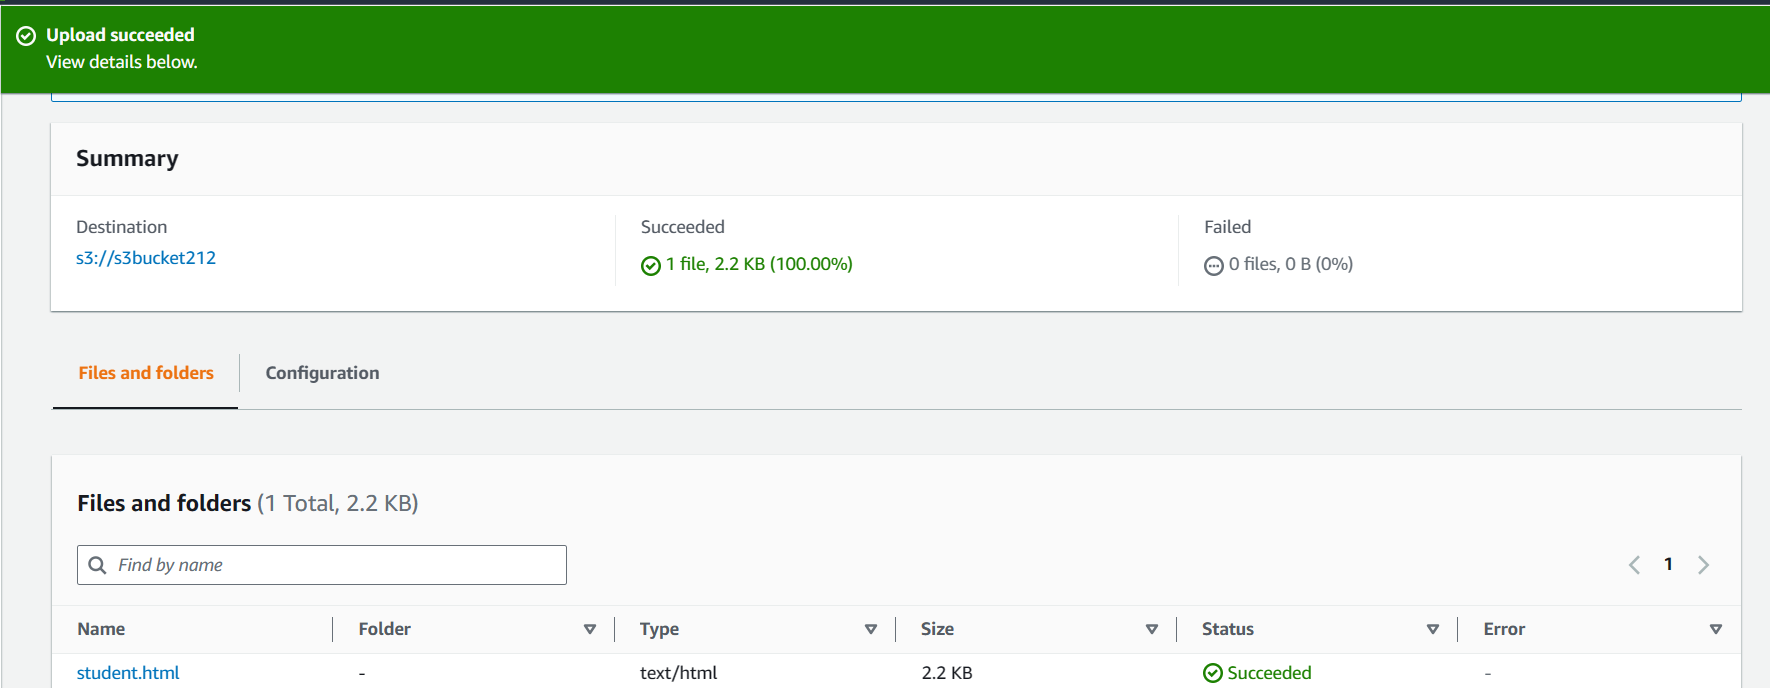 Upload succeeded
View details below.
Summary
Destination
s3://s3bucket212
Succeeded
1 file, 2.2 KB (100.00%)
Failed
0 files, 0 B (0%)
Files and folders
Configuration
Files and folders (1 Total, 2.2 KB)
Find by name
1
Name Folder Type Size Status Error
student.html - text/html 2.2 KB Succeeded -